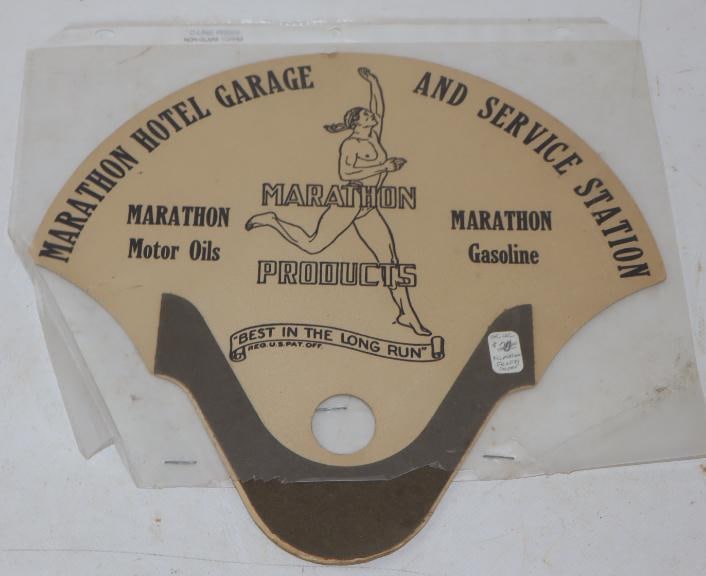 C-LINE
MARATHON HOTEL GARAGE AND SERVICE STATION
MARATHON
Motor Oils
MARATHON
PRODUCTS
MARATHON
Gasoline
"BEST IN THE LONG RUN"
REG. U.S. PAT. OFF